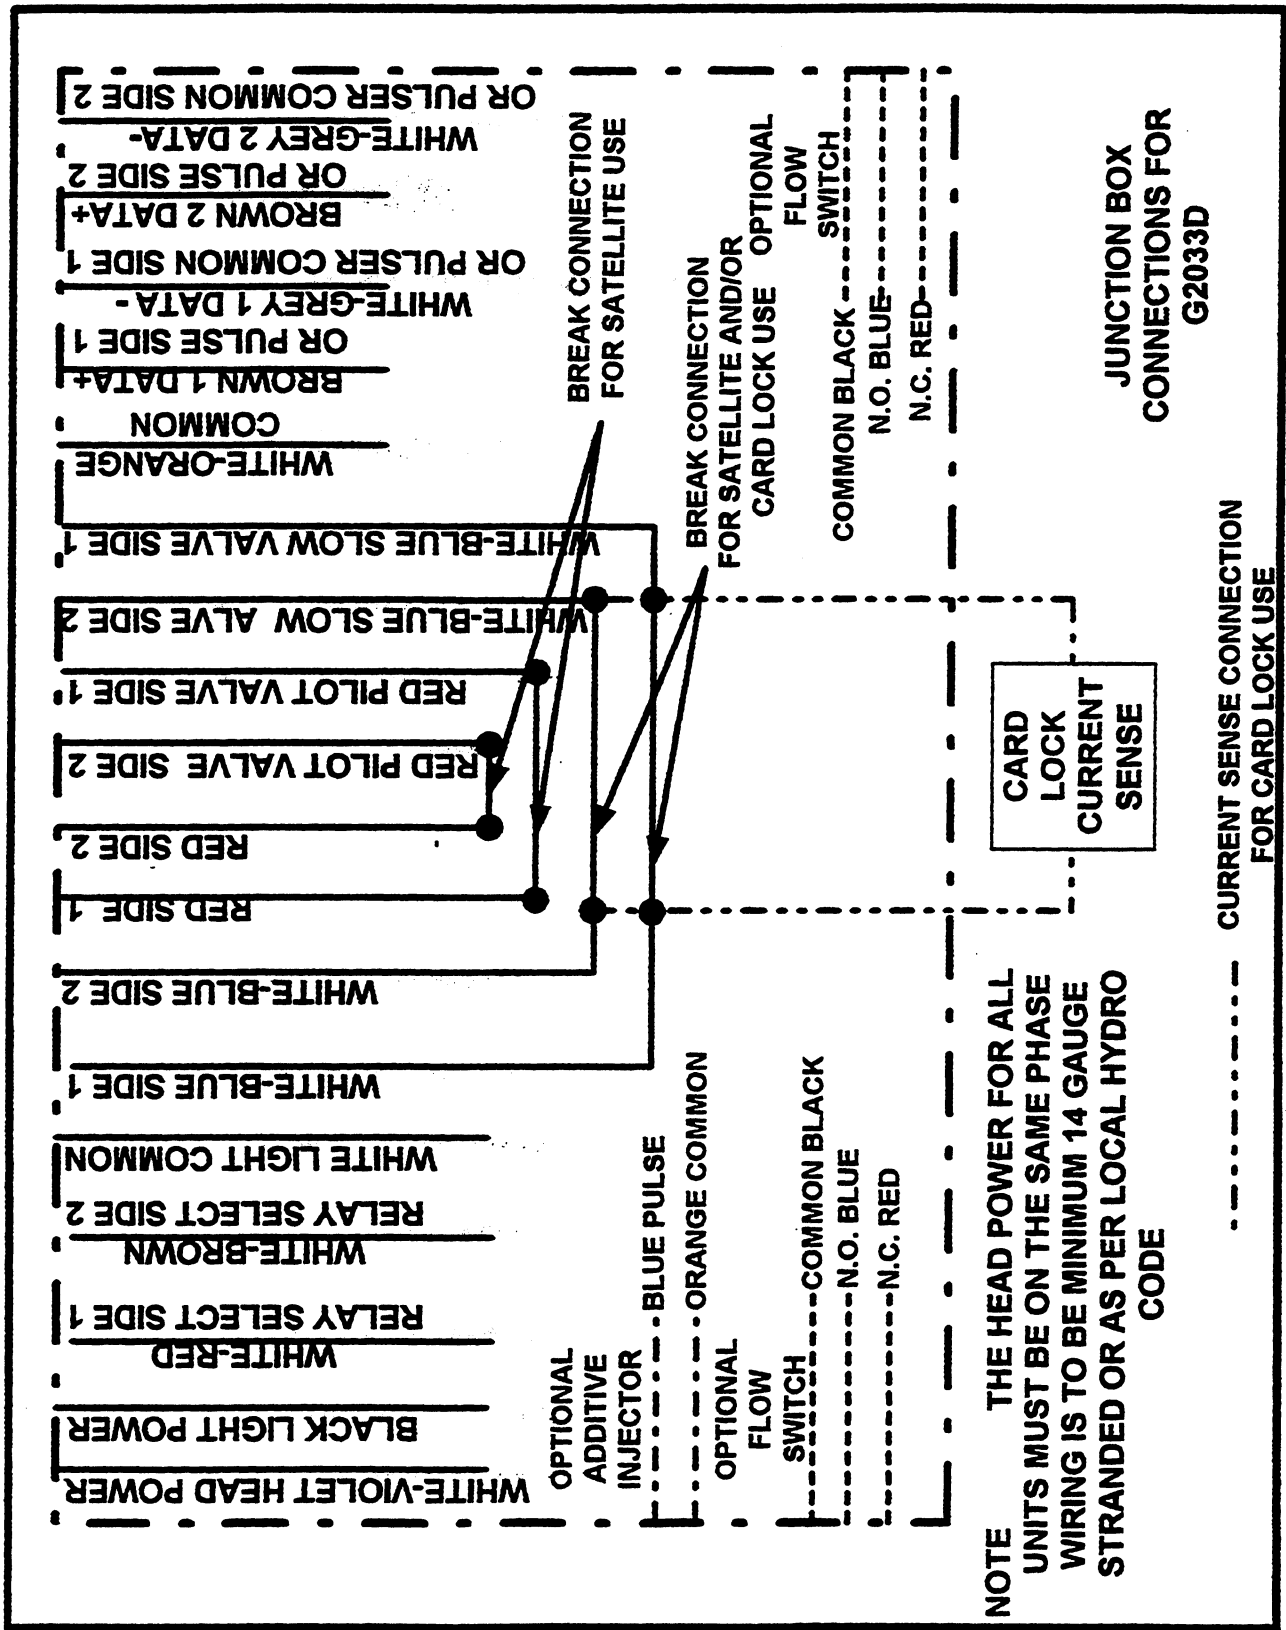 OR PULSER COMMON SIDE 2
WHITE-GREY 2 DATA-
OR PULSE SIDE 2
BROWN 2 DATA+
OR PULSER COMMON SIDE 1
WHITE-GREY 1 DATA -
OR PULSE SIDE 1
BROWN 1 DATA+
COMMON
WHITE-ORANGE
WHITE-BLUE SLOW VALVE SIDE 1
WHITE-BLUE SLOW ALVE SIDE 2
RED PILOT VALVE SIDE 1
RED PILOT VALVE SIDE 2
RED SIDE 2
RED SIDE 1
WHITE-BLUE SIDE 2
WHITE-BLUE SIDE 1
WHITE LIGHT COMMON
RELAY SELECT SIDE 2
WHITE-BROWN
RELAY SELECT SIDE 1
WHITE-RED
BLACK LIGHT POWER
WHITE-VIOLET HEAD POWER
BREAK CONNECTION
FOR SATELLITE USE
BREAK CONNECTION
FOR SATELLITE AND/OR
CARD LOCK USE
OPTIONAL
FLOW
SWITCH
COMMON BLACK
N.O. BLUE
N.C. RED
OPTIONAL
ADDITIVE
INJECTOR
BLUE PULSE
ORANGE COMMON
OPTIONAL
FLOW
SWITCH
COMMON BLACK
N.O. BLUE
N.C. RED
CARD
LOCK
CURRENT
SENSE
JUNCTION BOX
CONNECTIONS FOR
G2033D
NOTE THE HEAD POWER FOR ALL
UNITS MUST BE ON THE SAME PHASE
WIRING IS TO BE MINIMUM 14 GAUGE
STRANDED OR AS PER LOCAL HYDRO
CODE
CURRENT SENSE CONNECTION
FOR CARD LOCK USE